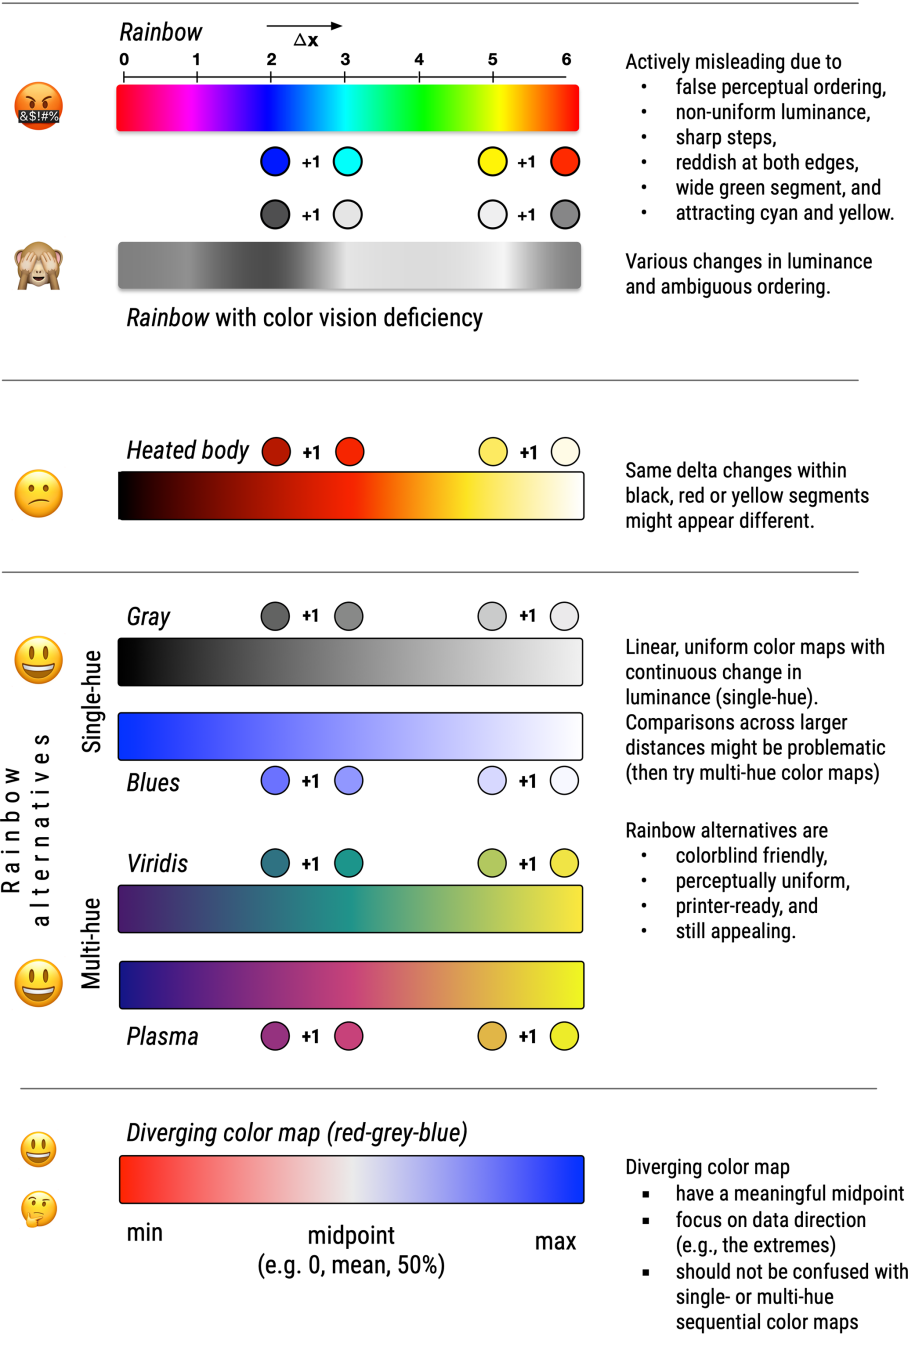 Rainbow
Δx
0 1 2 3 4 5 6
&$!#%
Actively misleading due to
• false perceptual ordering,
• non-uniform luminance,
• sharp steps,
• reddish at both edges,
• wide green segment, and
• attracting cyan and yellow.
+1 +1
+1 +1
Various changes in luminance
and ambiguous ordering.
Rainbow with color vision deficiency
Heated body +1 +1
Same delta changes within
black, red or yellow segments
might appear different.
Rainbow
alternatives
Single-hue
Gray +1 +1
Blues +1 +1
Linear, uniform color maps with
continuous change in
luminance (single-hue).
Comparisons across larger
distances might be problematic
(then try multi-hue color maps)
Multi-hue
Viridis +1 +1
Plasma +1 +1
Rainbow alternatives are
• colorblind friendly,
• perceptually uniform,
• printer-ready, and
• still appealing.
Diverging color map (red-grey-blue)
min
midpoint
(e.g. 0, mean, 50%)
max
Diverging color map
▪ have a meaningful midpoint
▪ focus on data direction
(e.g., the extremes)
▪ should not be confused with
single- or multi-hue
sequential color maps